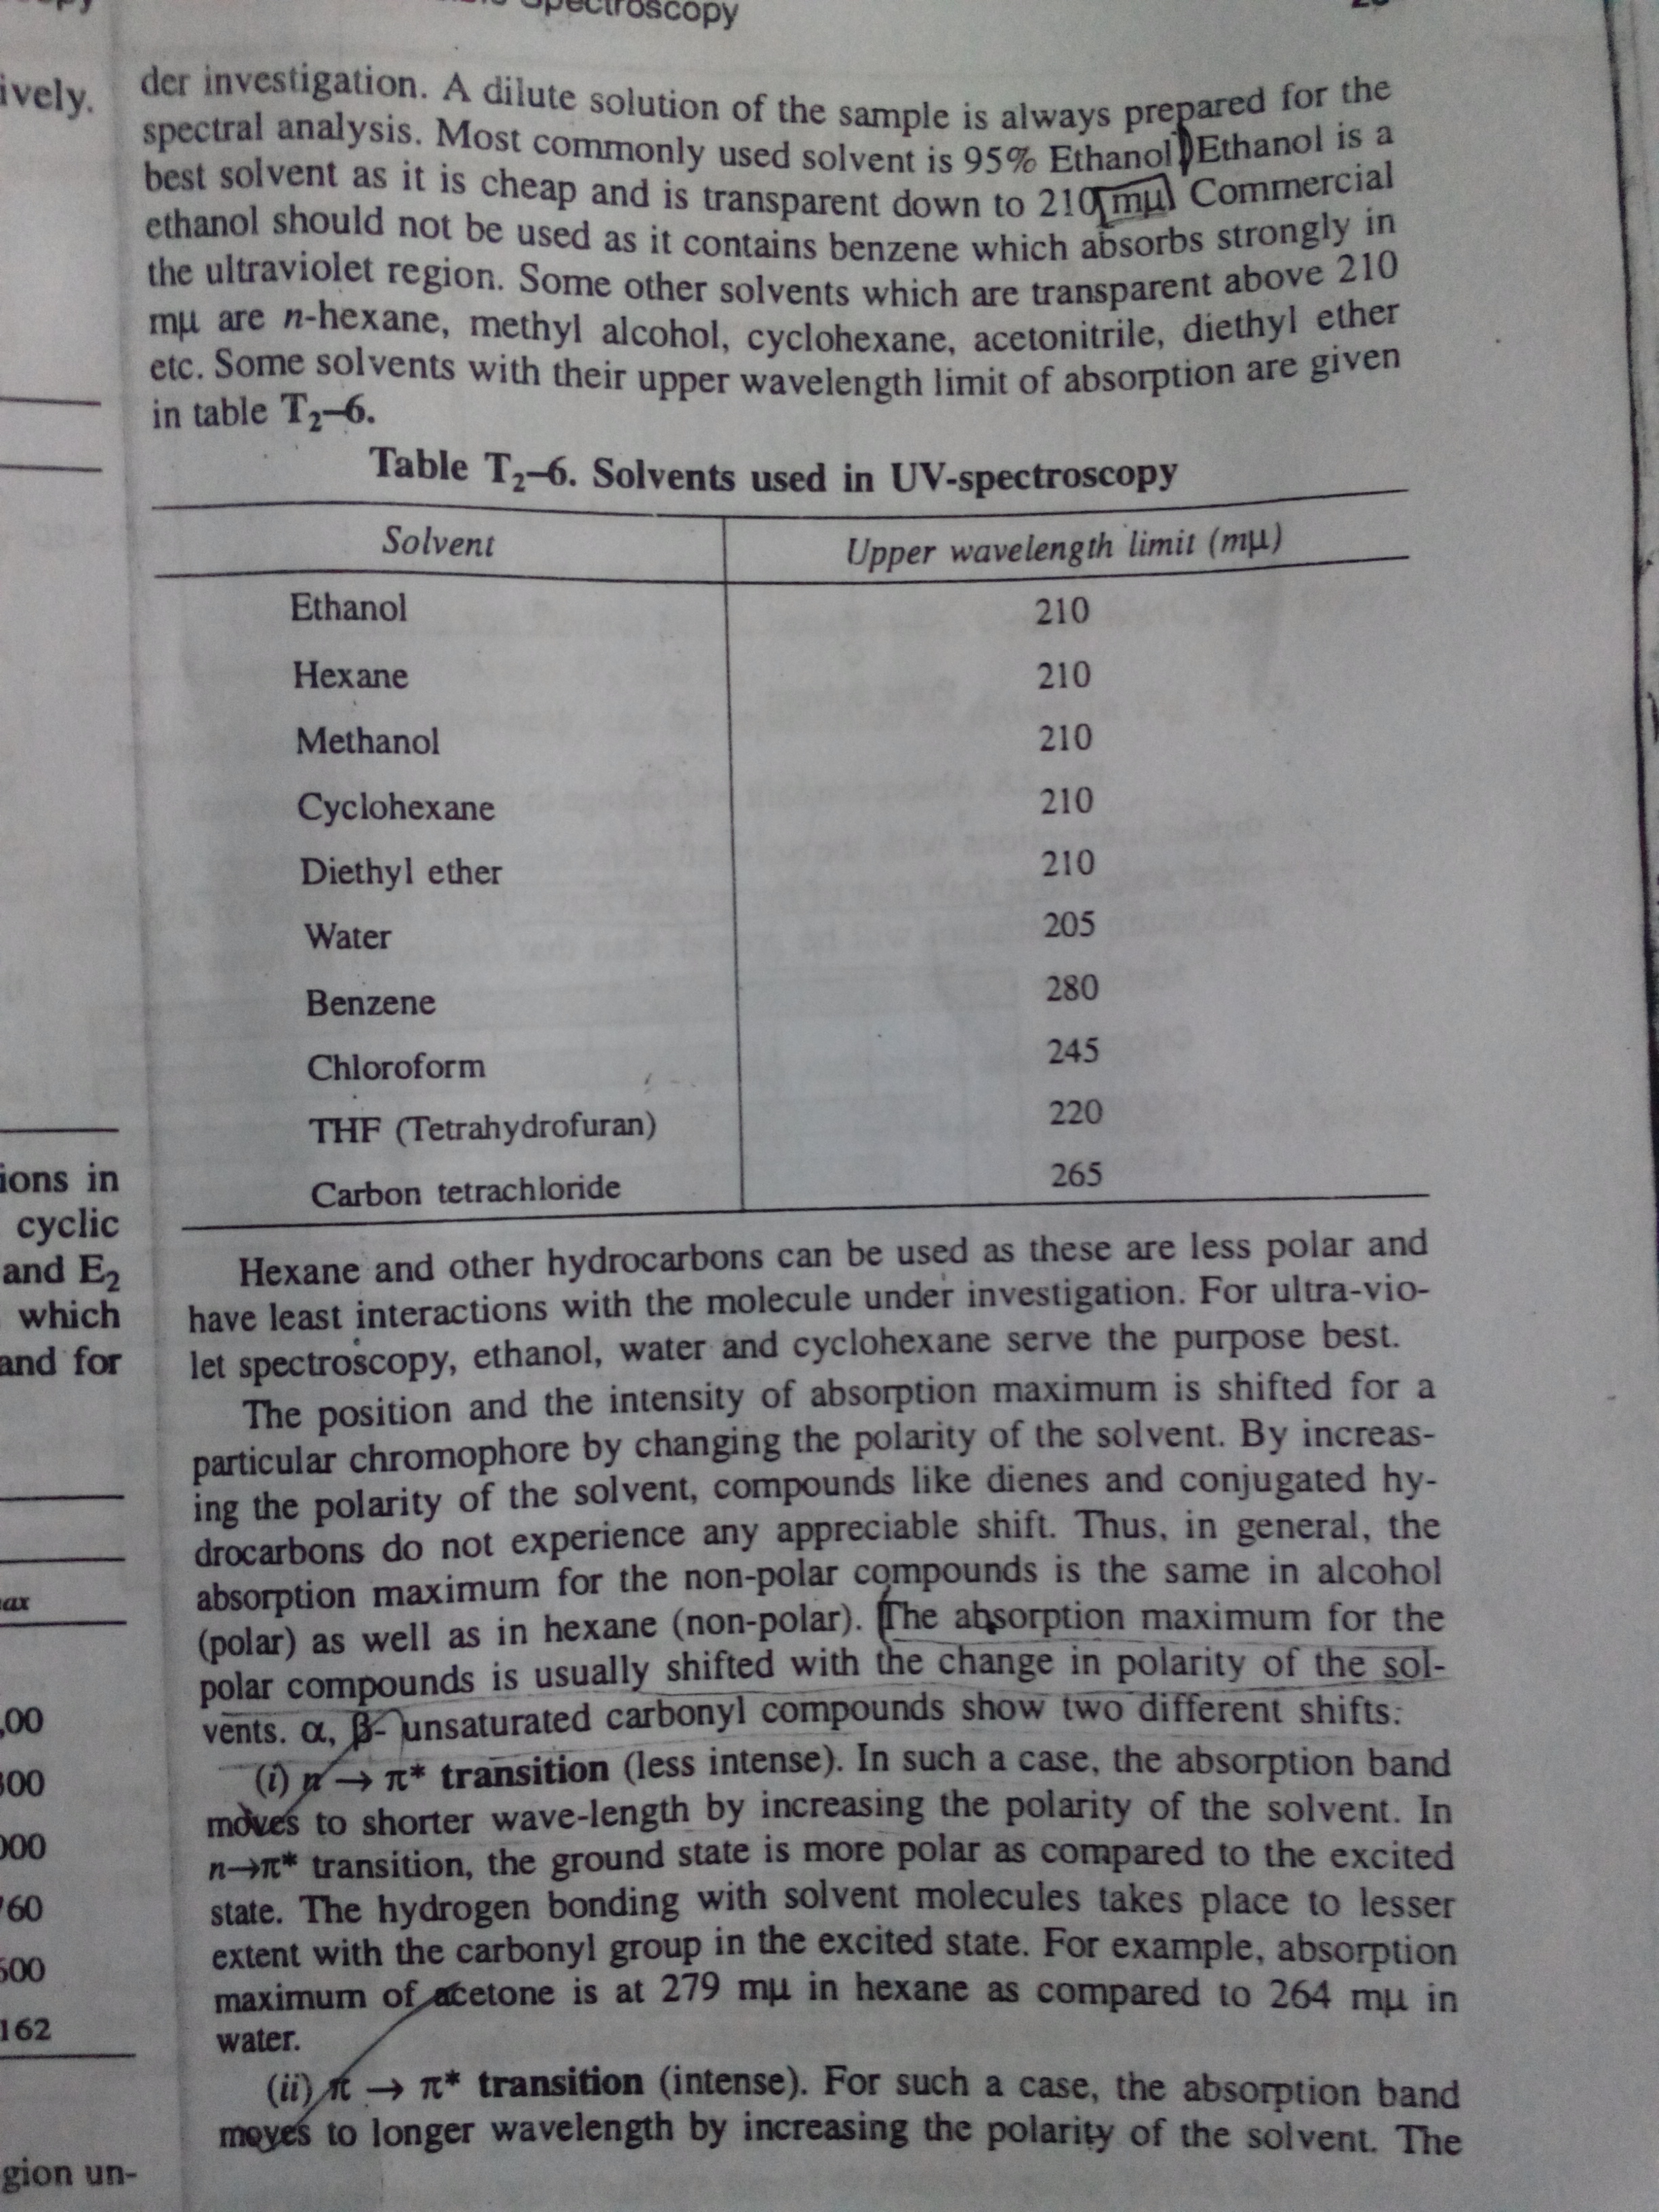 Spectroscopy
der investigation. A dilute solution of the sample is always prepared for the
spectral analysis. Most commonly used solvent is 95% Ethanol. Ethanol is a
best solvent as it is cheap and is transparent down to 210 mμ. Commercial
ethanol should not be used as it contains benzene which absorbs strongly in
the ultraviolet region. Some other solvents which are transparent above 210
mμ are n-hexane, methyl alcohol, cyclohexane, acetonitrile, diethyl ether
etc. Some solvents with their upper wavelength limit of absorption are given
in table T₂–6.
Table T₂–6. Solvents used in UV-spectroscopy
Solvent Upper wavelength limit (mμ)
Ethanol 210
Hexane 210
Methanol 210
Cyclohexane 210
Diethyl ether 210
Water 205
Benzene 280
Chloroform 245
THF (Tetrahydrofuran) 220
Carbon tetrachloride 265
Hexane and other hydrocarbons can be used as these are less polar and
have least interactions with the molecule under investigation. For ultra-vio-
let spectroscopy, ethanol, water and cyclohexane serve the purpose best.
The position and the intensity of absorption maximum is shifted for a
particular chromophore by changing the polarity of the solvent. By increas-
ing the polarity of the solvent, compounds like dienes and conjugated hy-
drocarbons do not experience any appreciable shift. Thus, in general, the
absorption maximum for the non-polar compounds is the same in alcohol
(polar) as well as in hexane (non-polar). The absorption maximum for the
polar compounds is usually shifted with the change in polarity of the sol-
vents. α, β- unsaturated carbonyl compounds show two different shifts:
(i) n → π* transition (less intense). In such a case, the absorption band
moves to shorter wave-length by increasing the polarity of the solvent. In
n→π* transition, the ground state is more polar as compared to the excited
state. The hydrogen bonding with solvent molecules takes place to lesser
extent with the carbonyl group in the excited state. For example, absorption
maximum of acetone is at 279 mμ in hexane as compared to 264 mμ in
water.
(ii) π → π* transition (intense). For such a case, the absorption band
moves to longer wavelength by increasing the polarity of the solvent. The
ively.
ions in
cyclic
and E₂
which
and for
ax
00
00
000
60
500
162
gion un-